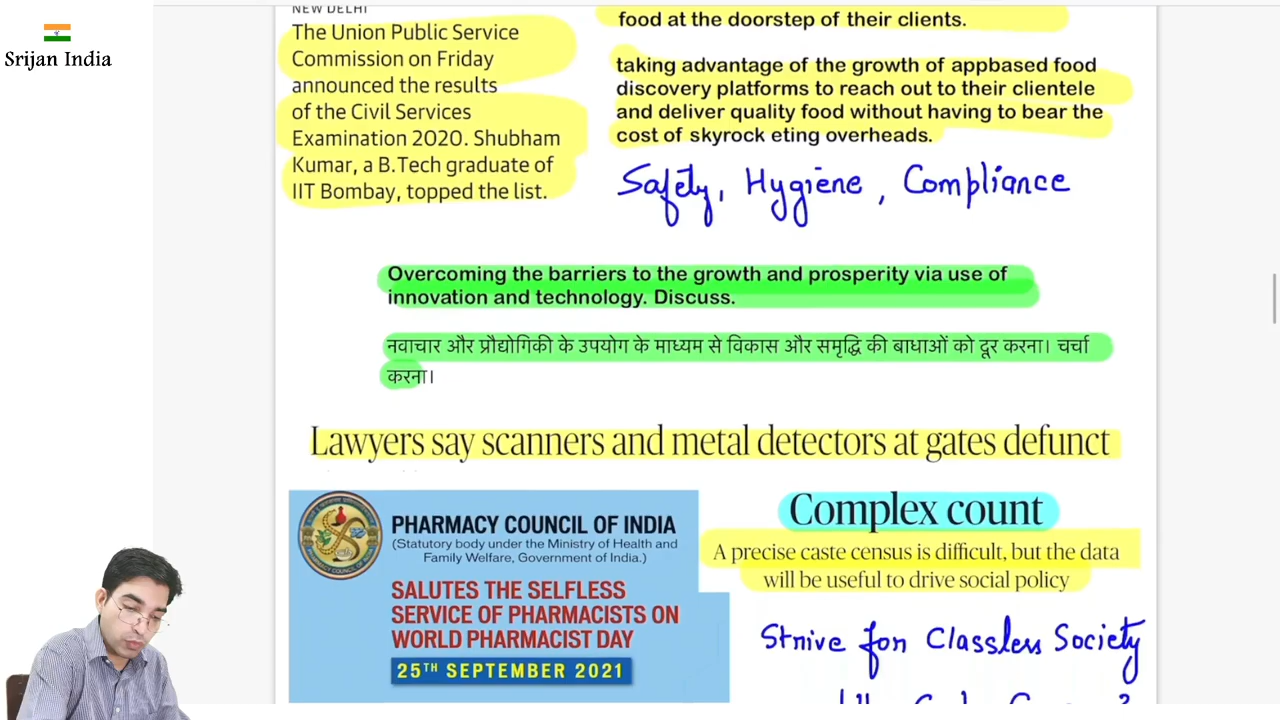 Srijan India
NEW DELHI
The Union Public Service
Commission on Friday
announced the results
of the Civil Services
Examination 2020. Shubham
Kumar, a B.Tech graduate of
IIT Bombay, topped the list.
food at the doorstep of their clients.
taking advantage of the growth of appbased food
discovery platforms to reach out to their clientele
and deliver quality food without having to bear the
cost of skyrock eting overheads.
Safety, Hygiene, Compliance
Overcoming the barriers to the growth and prosperity via use of
innovation and technology. Discuss.
नवाचार और प्रौद्योगिकी के उपयोग के माध्यम से विकास और समृद्धि की बाधाओं को दूर करना। चर्चा
करना।
Lawyers say scanners and metal detectors at gates defunct
PHARMACY COUNCIL OF INDIA
(Statutory body under the Ministry of Health and
Family Welfare, Government of India.)
SALUTES THE SELFLESS
SERVICE OF PHARMACISTS ON
WORLD PHARMACIST DAY
25TH SEPTEMBER 2021
Complex count
A precise caste census is difficult, but the data
will be useful to drive social policy
Strive for Classless Society